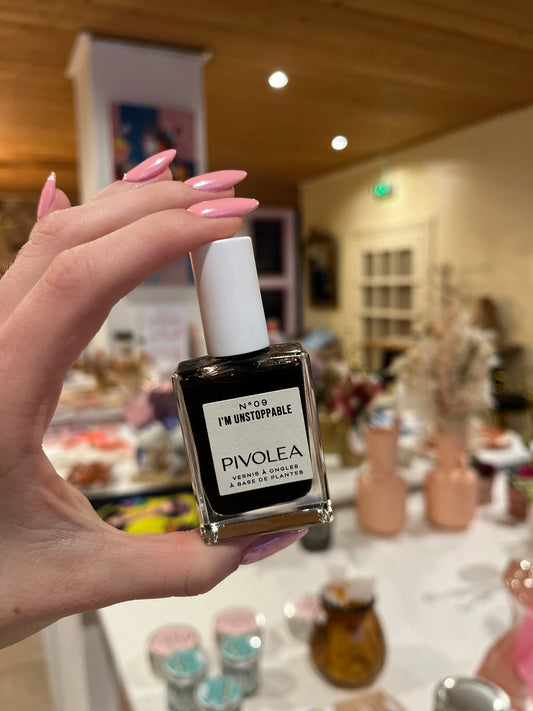 N°09
I'M UNSTOPPABLE
PIVOLEA
VERNIS À ONGLES
À BASE DE PLANTES